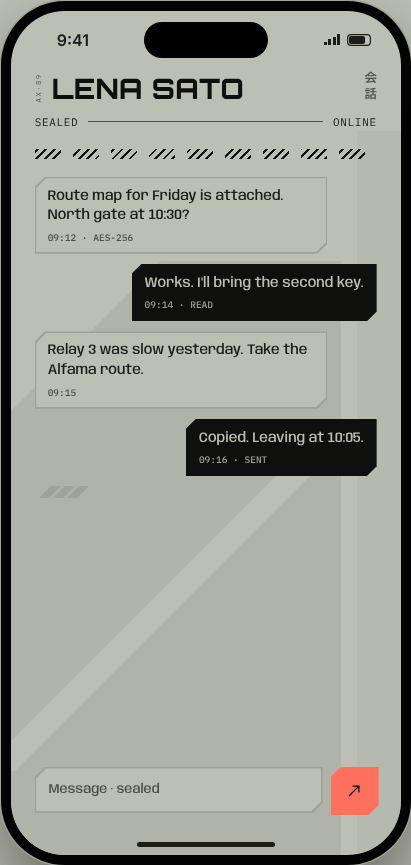 9:41
AX-09
LENA SATO
会話
SEALED
ONLINE
Route map for Friday is attached.
North gate at 10:30?
09:12 · AES-256
Works. I'll bring the second key.
09:14 · READ
Relay 3 was slow yesterday. Take the
Alfama route.
09:15
Copied. Leaving at 10:05.
09:16 · SENT
Message · sealed